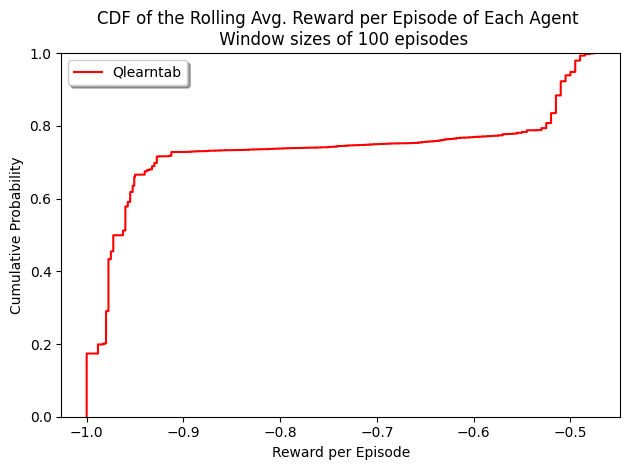 CDF of the Rolling Avg. Reward per Episode of Each Agent
Window sizes of 100 episodes
Qlearntab
1.0
0.8
0.6
0.4
0.2
0.0
Cumulative Probability
−1.0 −0.9 −0.8 −0.7 −0.6 −0.5
Reward per Episode